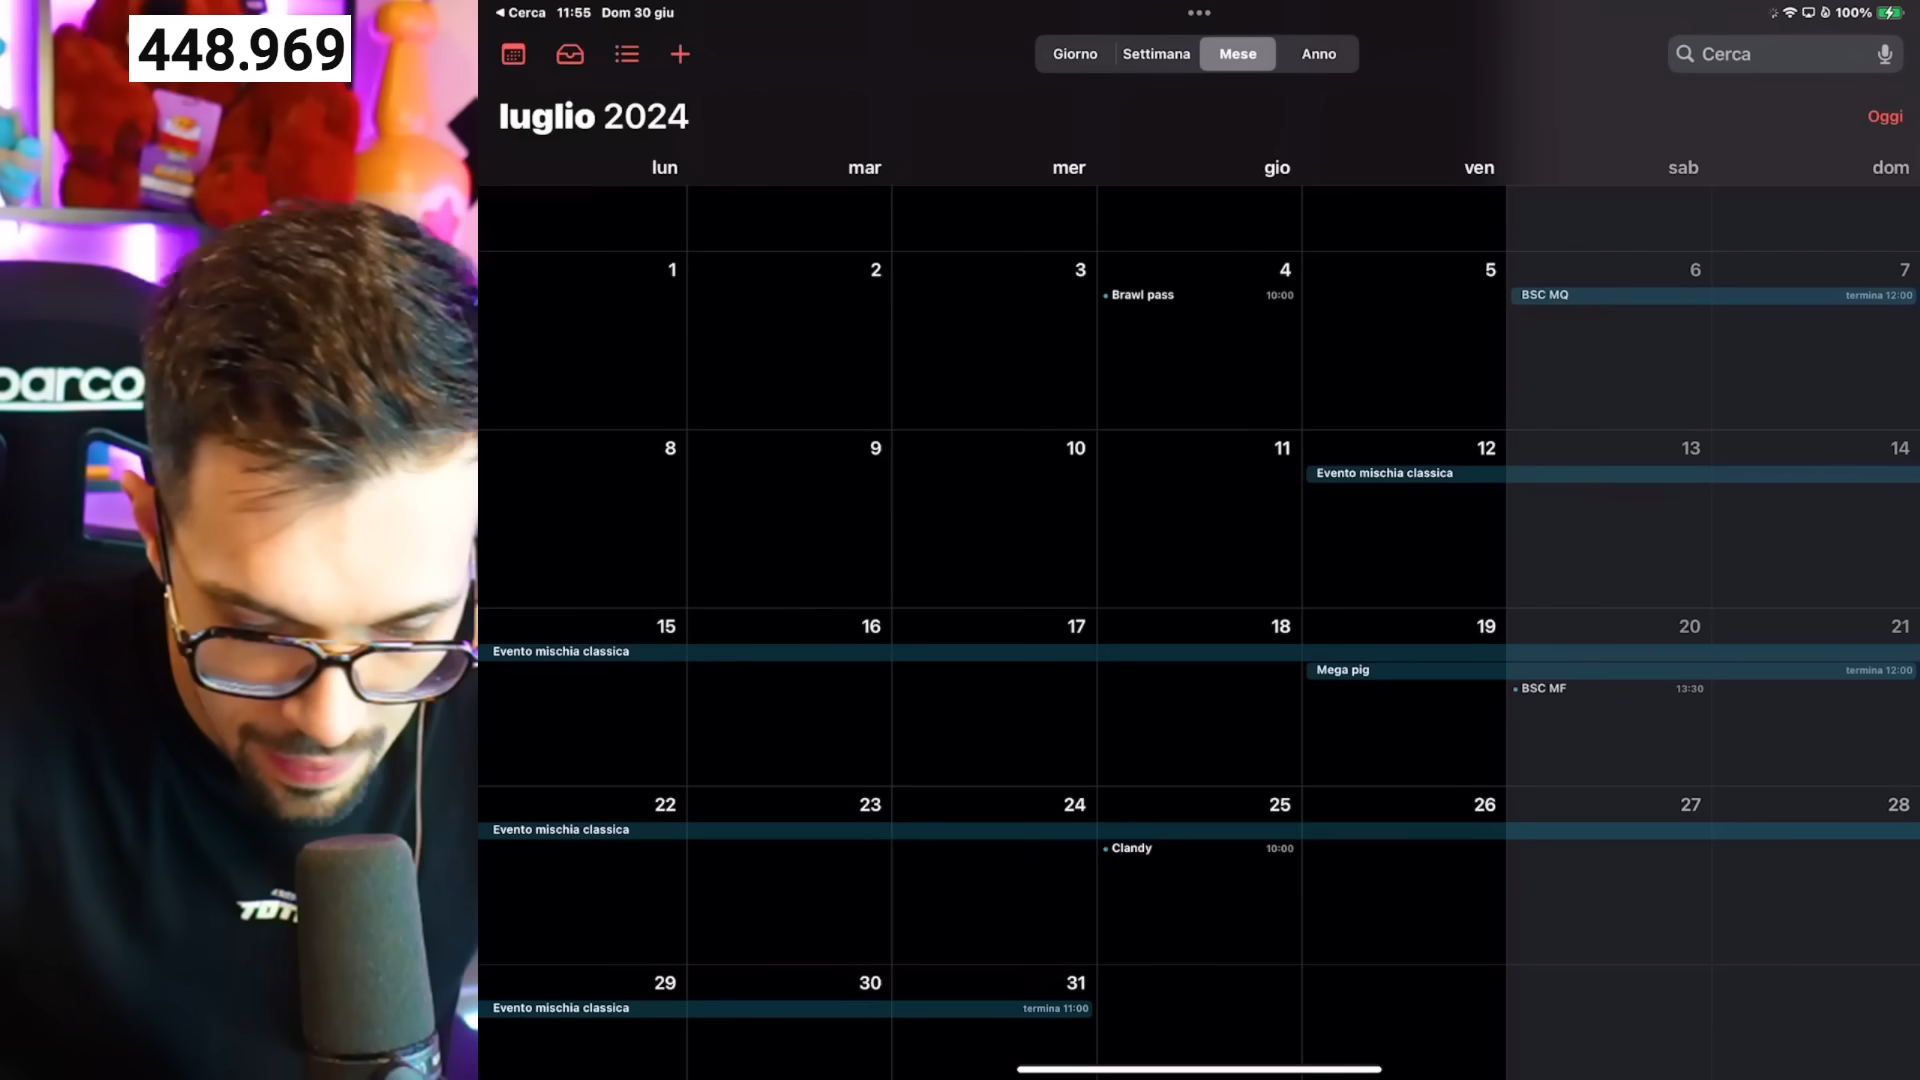 448.969
Cerca 11:55 Dom 30 giu
100%
Giorno Settimana Mese Anno
Cerca
luglio 2024
Oggi
lun mar mer gio ven sab dom
1 2 3 4 5 6 7
Brawl pass 10:00
BSC MQ termina 12:00
8 9 10 11 12 13 14
Evento mischia classica
15 16 17 18 19 20 21
Evento mischia classica
Mega pig termina 12:00
BSC MF 13:30
22 23 24 25 26 27 28
Evento mischia classica
Clandy 10:00
29 30 31
Evento mischia classica termina 11:00
parco